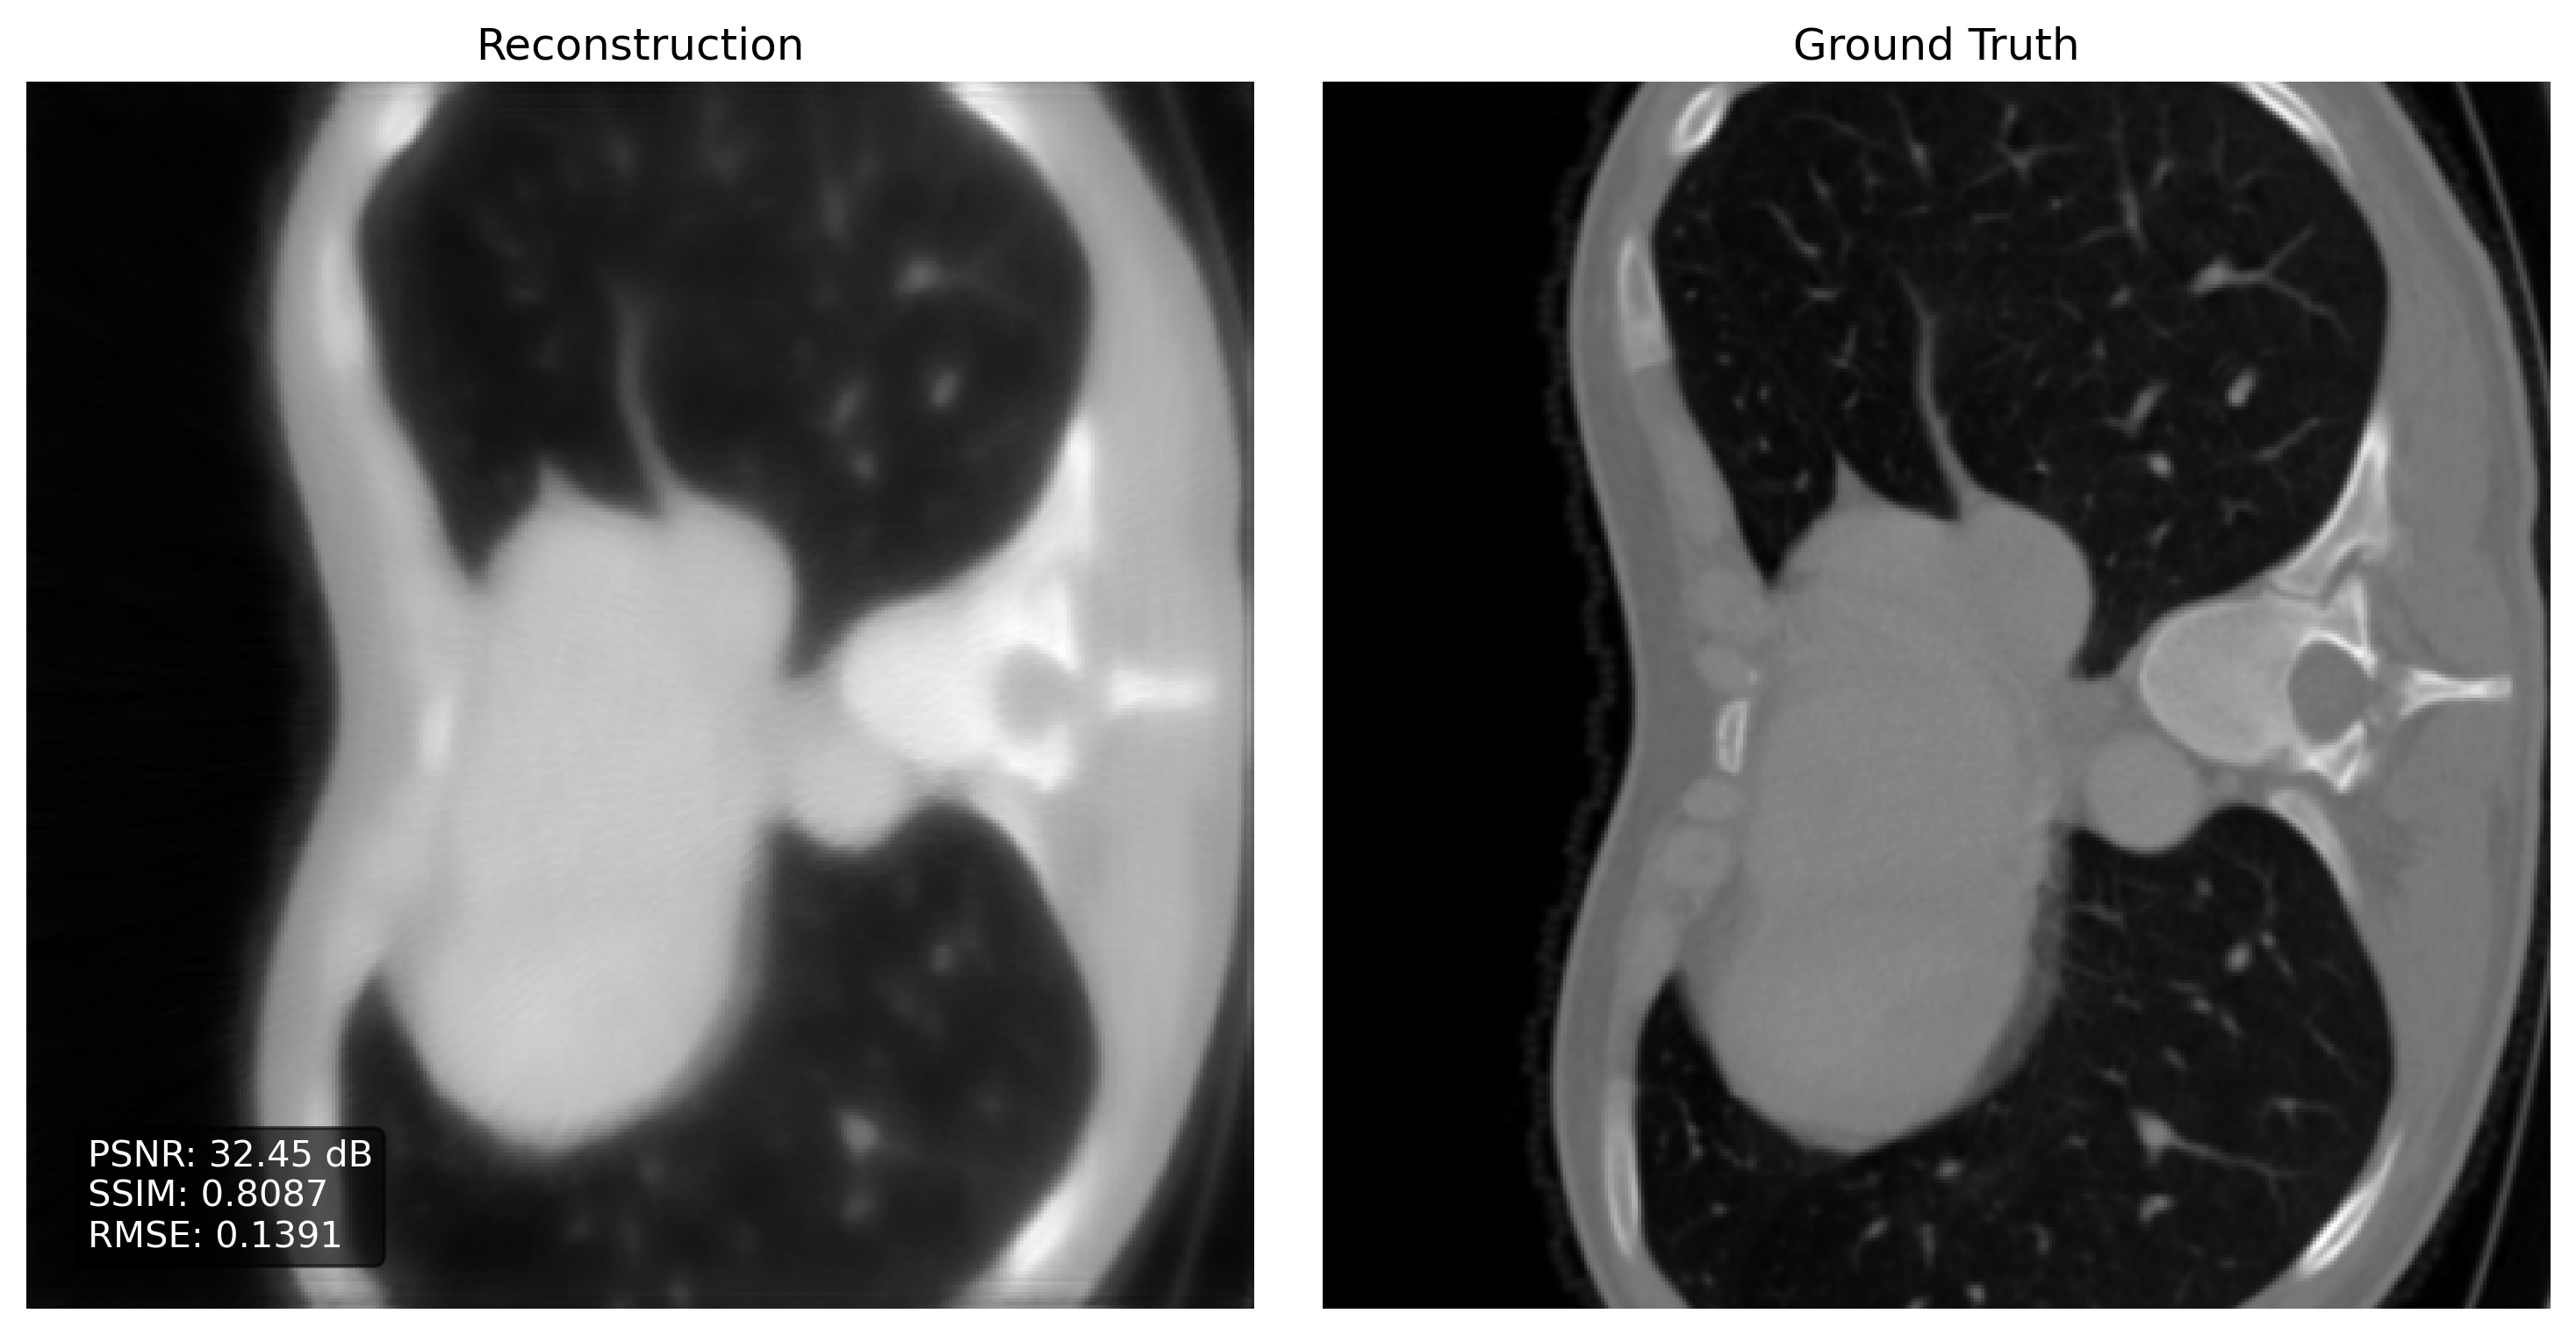 Reconstruction
Ground Truth
PSNR: 32.45 dB
SSIM: 0.8087
RMSE: 0.1391